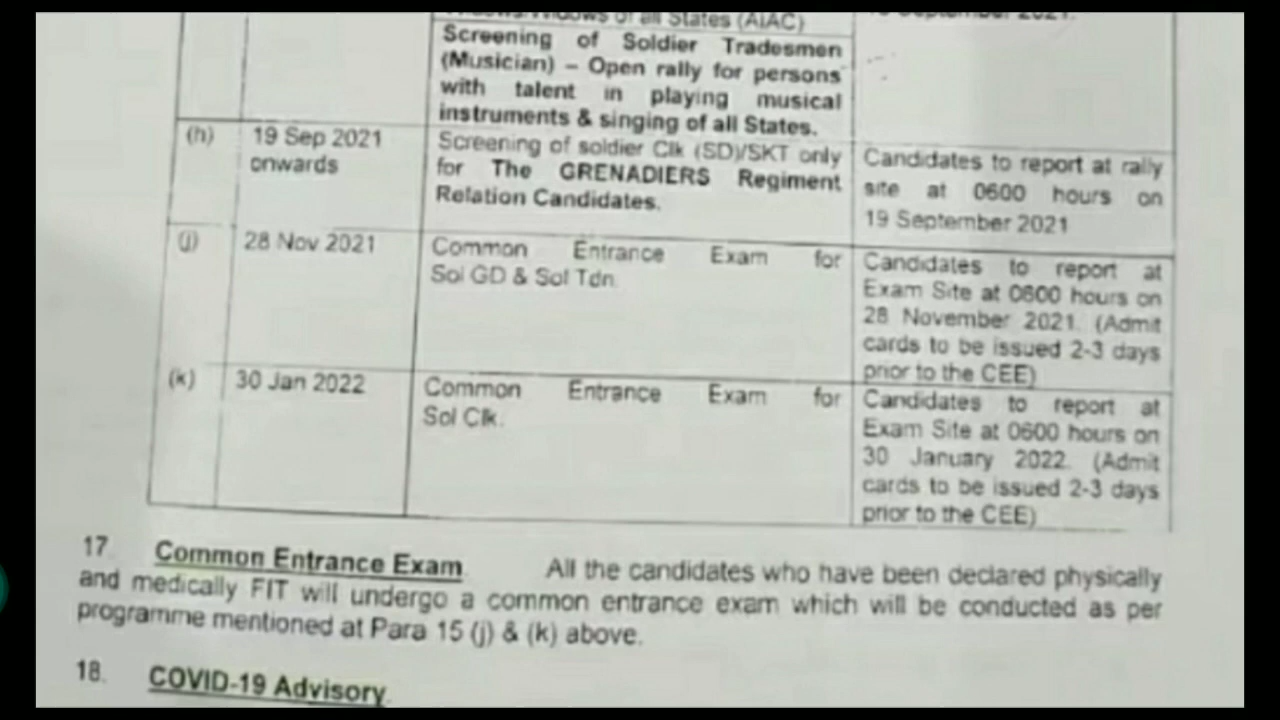 of all States (AIAC)
Screening of Soldier Tradesmen
(Musician) – Open rally for persons
with talent in playing musical
instruments & singing of all States.
(h)
19 Sep 2021
onwards
Screening of soldier Clk (SD)/SKT only
for The GRENADIERS Regiment
Relation Candidates.
Candidates to report at rally
site at 0600 hours on
19 September 2021
(j)
28 Nov 2021
Common Entrance Exam for
Sol GD & Sol Tdn.
Candidates to report at
Exam Site at 0600 hours on
28 November 2021. (Admit
cards to be issued 2-3 days
prior to the CEE)
(k)
30 Jan 2022
Common Entrance Exam for
Sol Clk.
Candidates to report at
Exam Site at 0600 hours on
30 January 2022. (Admit
cards to be issued 2-3 days
prior to the CEE)
17. Common Entrance Exam. All the candidates who have been declared physically
and medically FIT will undergo a common entrance exam which will be conducted as per
programme mentioned at Para 15 (j) & (k) above.
18. COVID-19 Advisory.